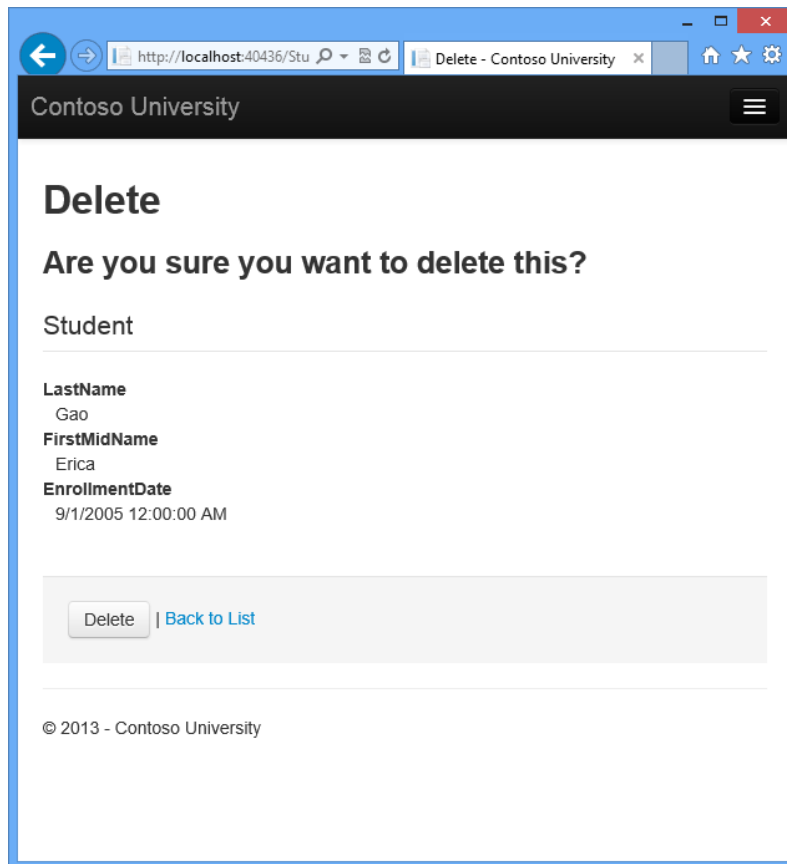 http://localhost:40436/Stu
Delete - Contoso University
Contoso University
Delete
Are you sure you want to delete this?
Student
LastName
Gao
FirstMidName
Erica
EnrollmentDate
9/1/2005 12:00:00 AM
Delete | Back to List
© 2013 - Contoso University